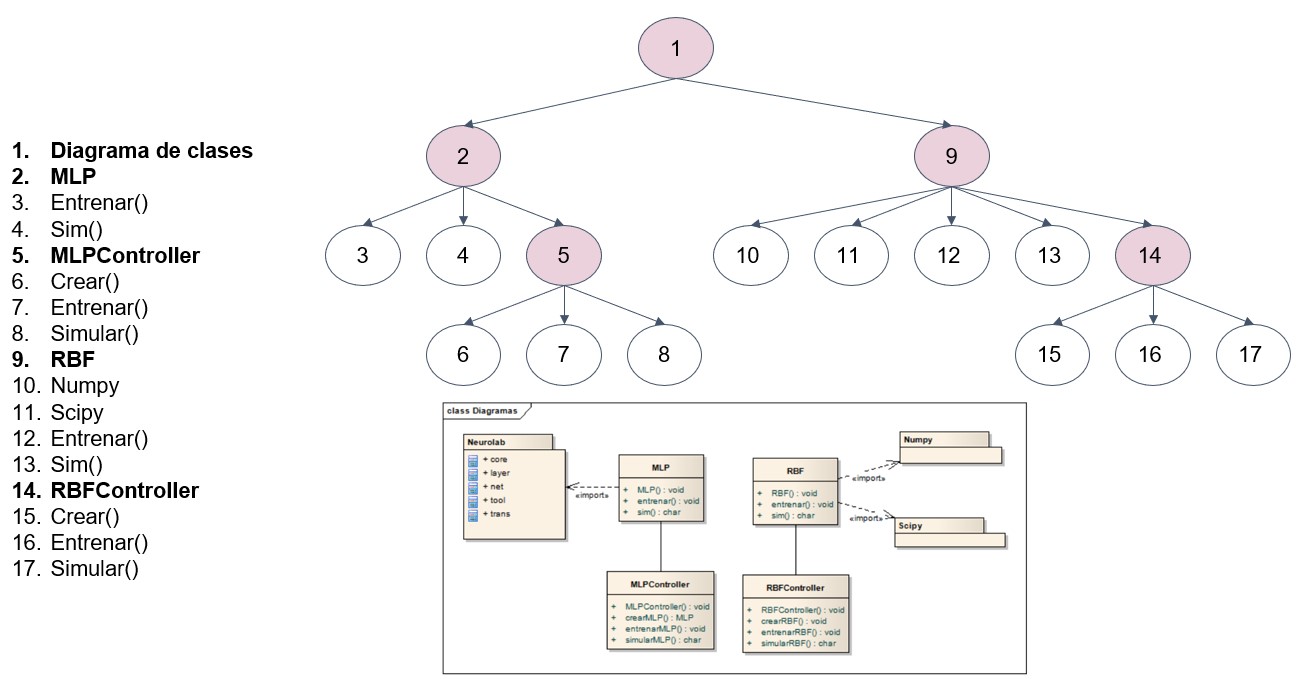 1
2
9
3
4
5
10
11
12
13
14
6
7
8
15
16
17
1. Diagrama de clases
2. MLP
3. Entrenar()
4. Sim()
5. MLPController
6. Crear()
7. Entrenar()
8. Simular()
9. RBF
10. Numpy
11. Scipy
12. Entrenar()
13. Sim()
14. RBFController
15. Crear()
16. Entrenar()
17. Simular()
class Diagramas
Neurolab
+ core
+ layer
+ net
+ tool
+ trans
«import»
MLP
+ MLP() : void
+ entrenar() : void
+ sim() : char
MLPController
+ MLPController() : void
+ crearMLP() : MLP
+ entrenarMLP() : void
+ simularMLP() : char
RBF
+ RBF() : void
+ entrenar() : void
+ sim() : char
«import»
«import»
Numpy
Scipy
RBFController
+ RBFController() : void
+ crearRBF() : void
+ entrenarRBF() : void
+ simularRBF() : char